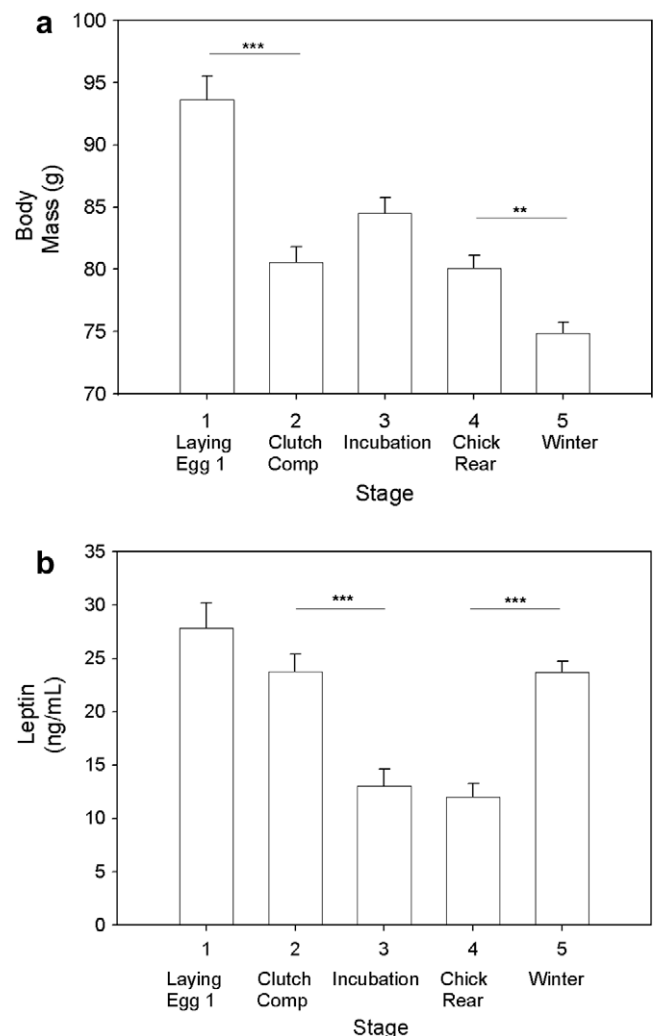 a
100
95
90
85
80
75
70
Body
Mass (g)
***
**
1 2 3 4 5
Laying Clutch Incubation Chick Winter
Egg 1 Comp Rear
Stage
b
35
30
25
20
15
10
5
0
Leptin
(ng/mL)
*** ***
1 2 3 4 5
Laying Clutch Incubation Chick Winter
Egg 1 Comp Rear
Stage